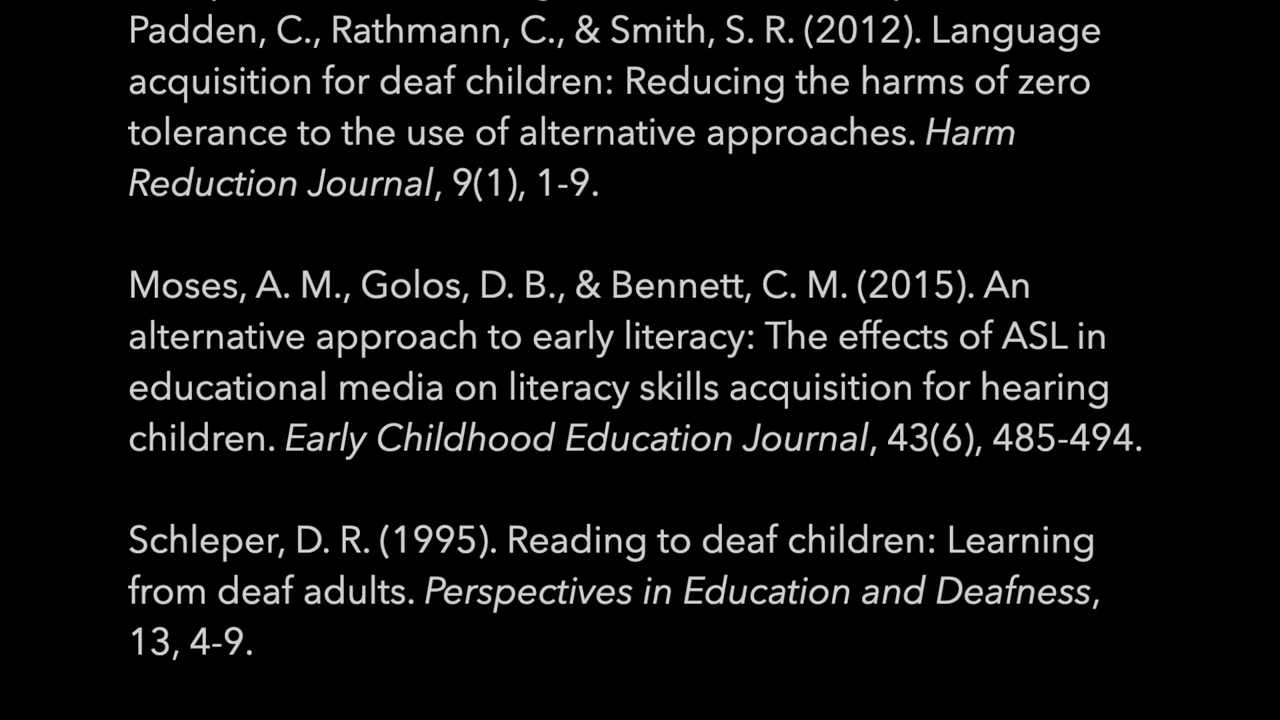 Padden, C., Rathmann, C., & Smith, S. R. (2012). Language
acquisition for deaf children: Reducing the harms of zero
tolerance to the use of alternative approaches. Harm
Reduction Journal, 9(1), 1-9.
Moses, A. M., Golos, D. B., & Bennett, C. M. (2015). An
alternative approach to early literacy: The effects of ASL in
educational media on literacy skills acquisition for hearing
children. Early Childhood Education Journal, 43(6), 485-494.
Schleper, D. R. (1995). Reading to deaf children: Learning
from deaf adults. Perspectives in Education and Deafness,
13, 4-9.